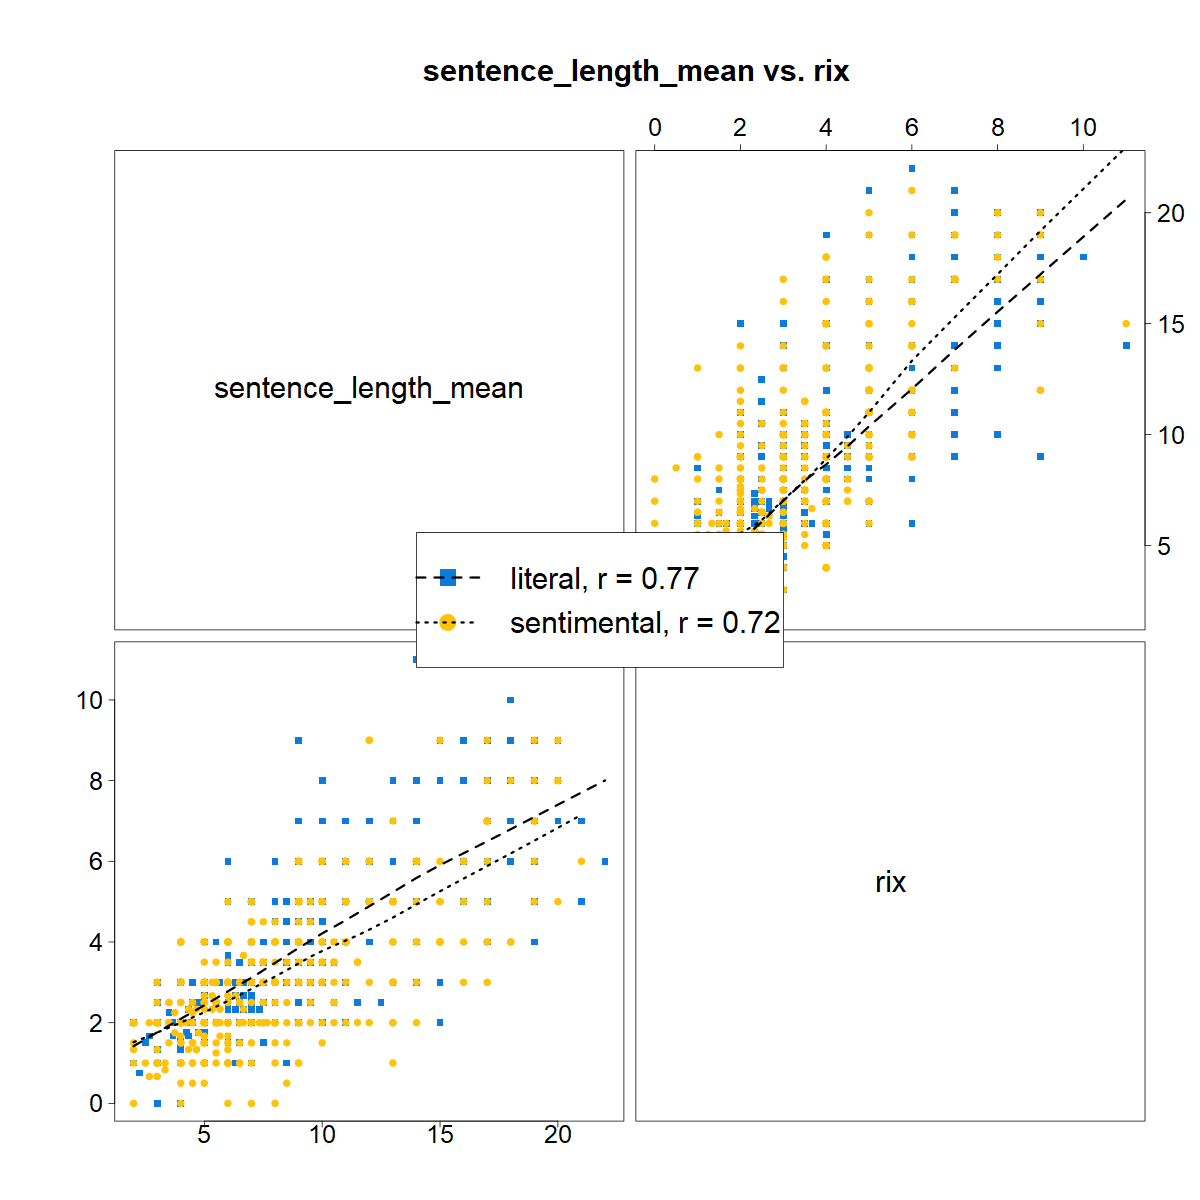 sentence_length_mean vs. rix
0 2 4 6 8 10
sentence_length_mean
20
15
10
5
literal, r = 0.77
sentimental, r = 0.72
10
8
6
4
2
0
rix
5 10 15 20